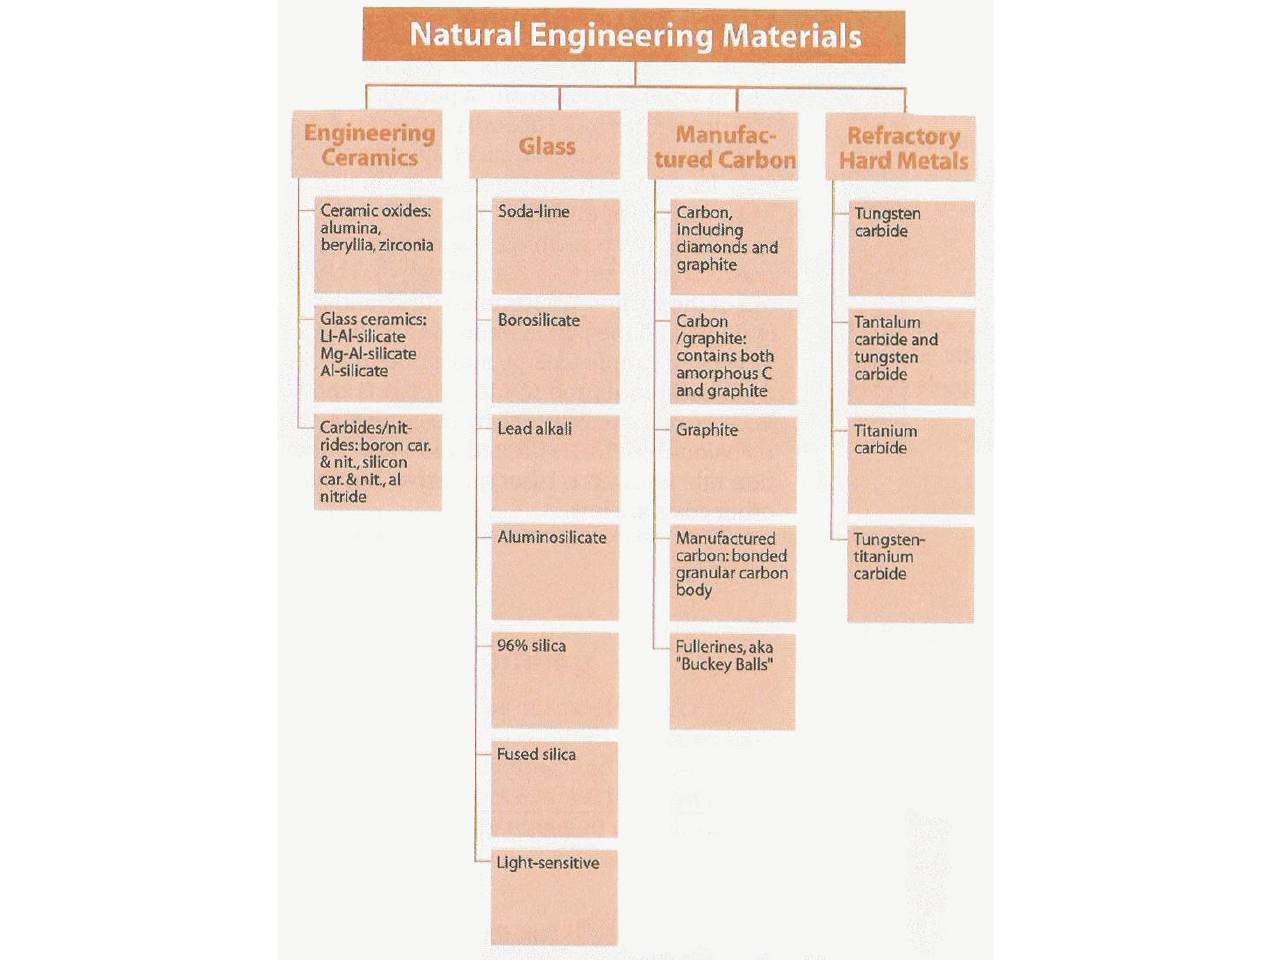 Natural Engineering Materials
Engineering
Ceramics
Ceramic oxides:
alumina,
beryllia, zirconia
Glass ceramics:
LI-Al-silicate
Mg-Al-silicate
Al-silicate
Carbides/nit-
rides: boron car.
& nit., silicon
car. & nit., al
nitride
Glass
Soda-lime
Borosilicate
Lead alkali
Aluminosilicate
96% silica
Fused silica
Light-sensitive
Manufac-
tured Carbon
Carbon,
including
diamonds and
graphite
Carbon
/graphite:
contains both
amorphous C
and graphite
Graphite
Manufactured
carbon: bonded
granular carbon
body
Fullerines, aka
"Buckey Balls"
Refractory
Hard Metals
Tungsten
carbide
Tantalum
carbide and
tungsten
carbide
Titanium
carbide
Tungsten-
titanium
carbide